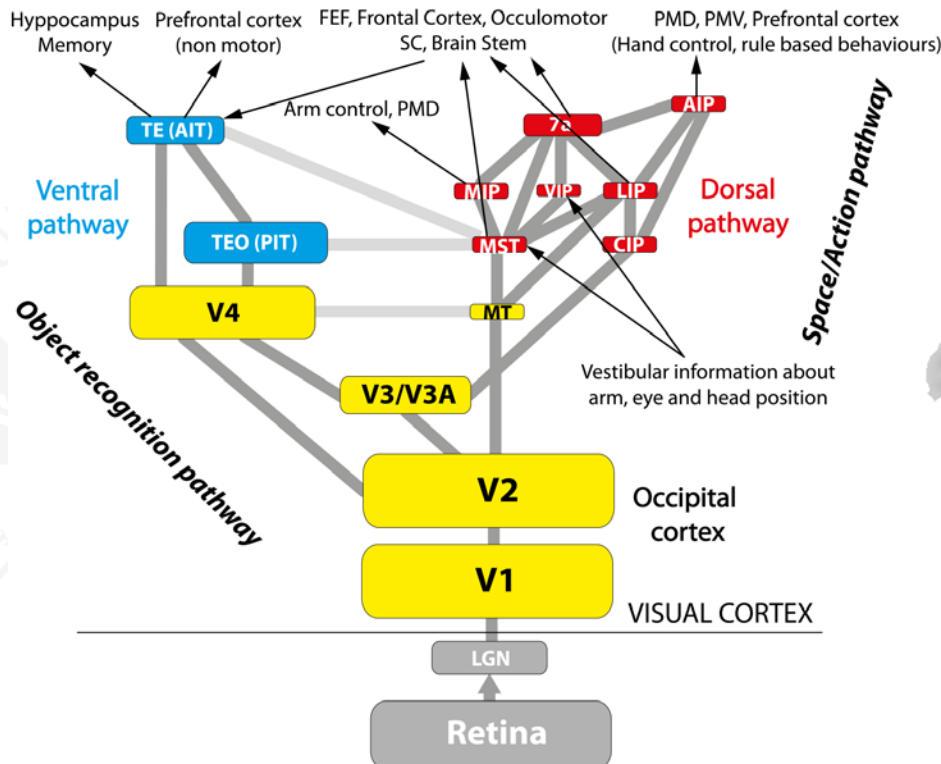 Hyppocampus
Memory
Prefrontal cortex
(non motor)
FEF, Frontal Cortex, Occulomotor
SC, Brain Stem
PMD, PMV, Prefrontal cortex
(Hand control, rule based behaviours)
Arm control, PMD
TE (AIT)
7a
AIP
Ventral
pathway
MIP
VIP
LIP
Dorsal
pathway
TEO (PIT)
MST
CIP
Space/Action pathway
V4
MT
Object recognition pathway
Vestibular information about
arm, eye and head position
V3/V3A
V2
Occipital
cortex
V1
VISUAL CORTEX
LGN
Retina